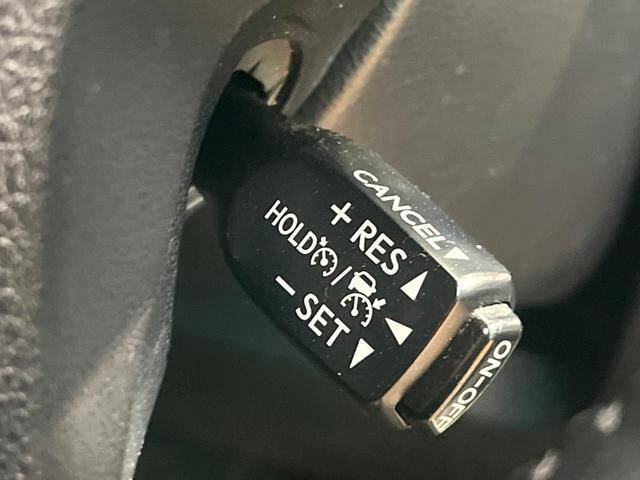 CANCEL▼
+ RES ▲
HOLD / ◀
− SET ▼
ON-OFF